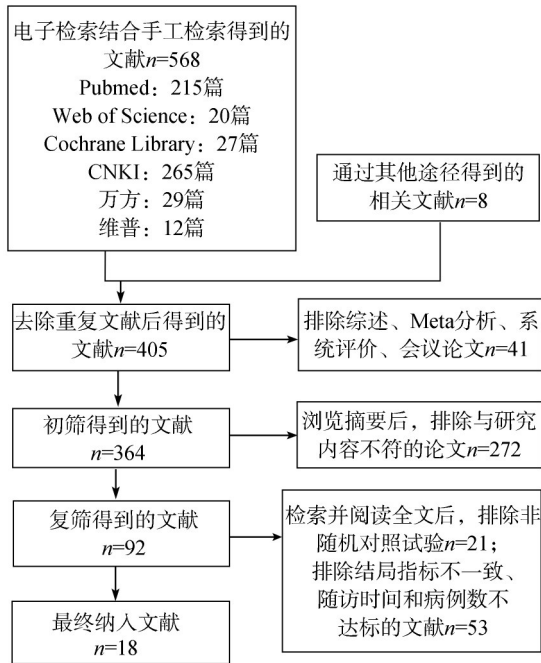 电子检索结合手工检索得到的
文献n=568
Pubmed：215篇
Web of Science：20篇
Cochrane Library：27篇
CNKI：265篇
万方：29篇
维普：12篇
通过其他途径得到的
相关文献n=8
去除重复文献后得到的
文献n=405
排除综述、Meta分析、系
统评价、会议论文n=41
初筛得到的文献
n=364
浏览摘要后，排除与研究
内容不符的论文n=272
复筛得到的文献
n=92
检索并阅读全文后，排除非
随机对照试验n=21；
排除结局指标不一致、
随访时间和病例数不
达标的文献n=53
最终纳入文献
n=18